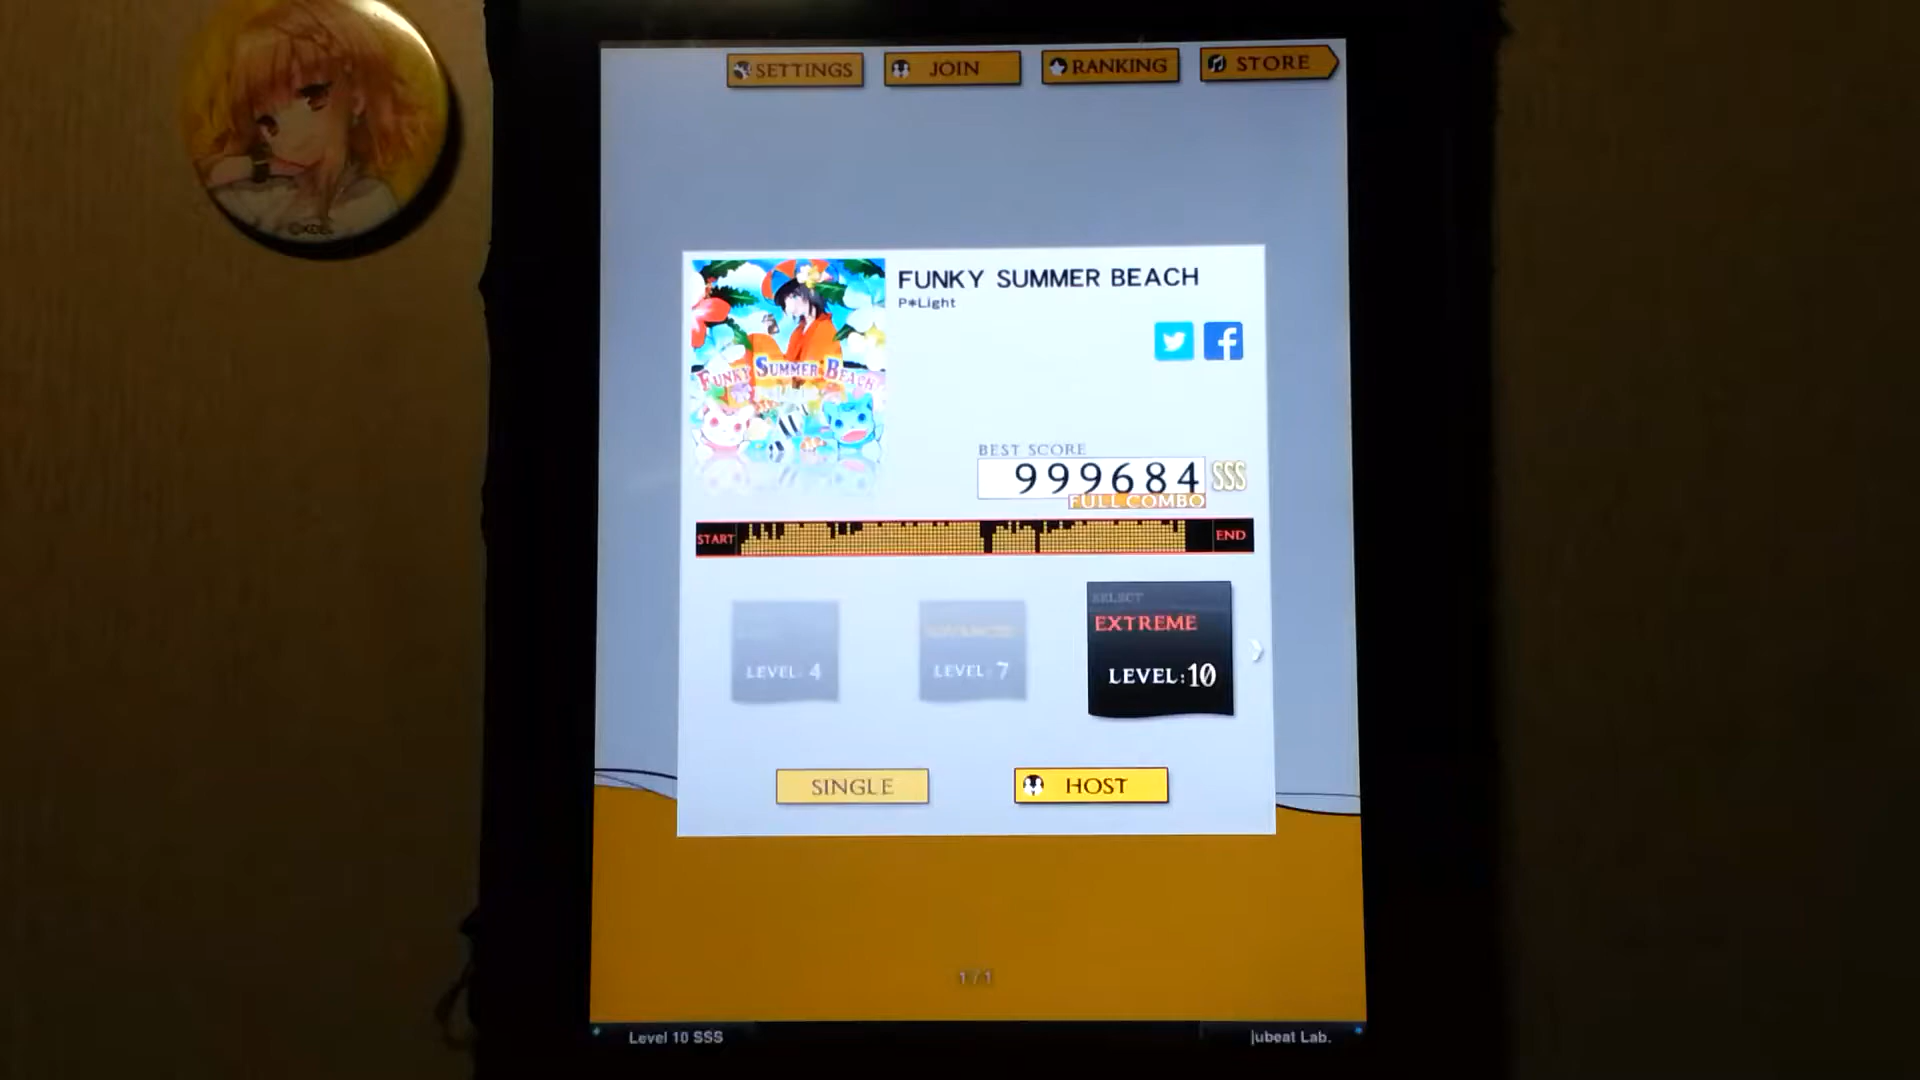 SETTINGS
JOIN
RANKING
STORE
FUNKY SUMMER BEACH
P*Light
FUNKY SUMMER BEACH
BEST SCORE
999684 SSS
FULL COMBO
START
END
SELECT
EXTREME
LEVEL: 4
LEVEL: 7
LEVEL:10
SINGLE
HOST
1 / 1
Level 10 SSS
jubeat Lab.